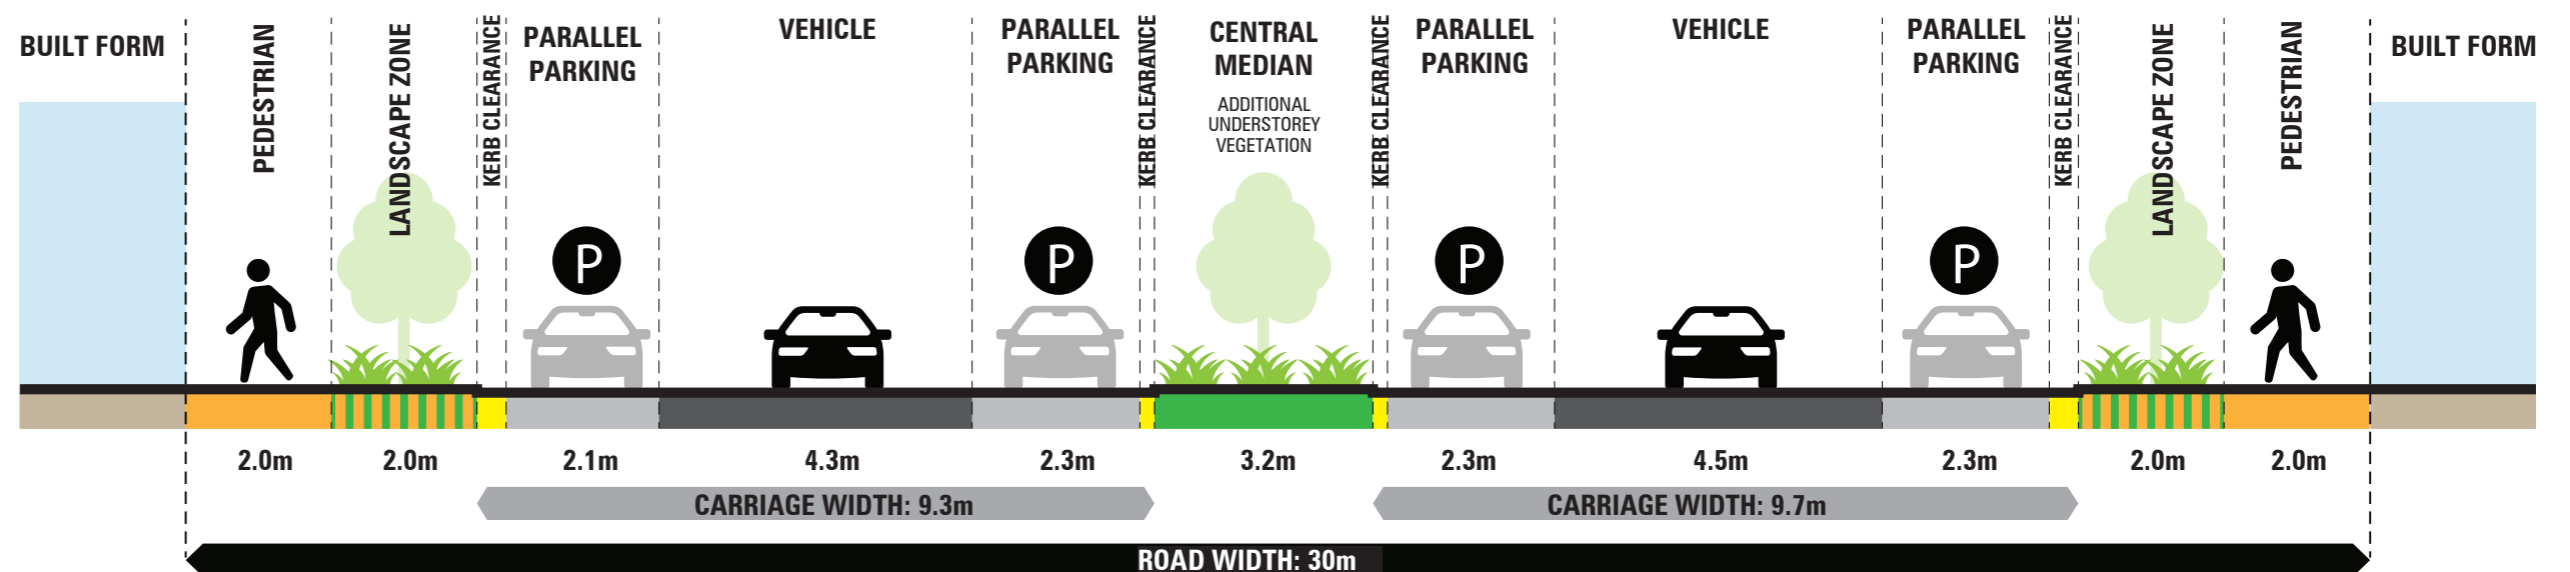 BUILT FORM
PEDESTRIAN
LANDSCAPE ZONE
KERB CLEARANCE
PARALLEL
PARKING
VEHICLE
PARALLEL
PARKING
KERB CLEARANCE
CENTRAL
MEDIAN
ADDITIONAL
UNDERSTOREY
VEGETATION
KERB CLEARANCE
PARALLEL
PARKING
VEHICLE
PARALLEL
PARKING
KERB CLEARANCE
LANDSCAPE ZONE
PEDESTRIAN
BUILT FORM
P
P
P
P
2.0m
2.0m
2.1m
4.3m
2.3m
3.2m
2.3m
4.5m
2.3m
2.0m
2.0m
CARRIAGE WIDTH: 9.3m
CARRIAGE WIDTH: 9.7m
ROAD WIDTH: 30m